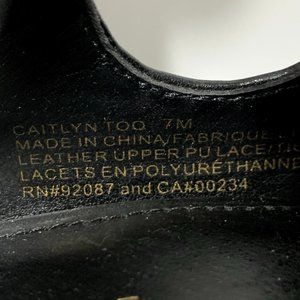 CAITLYN TOO 7M
MADE IN CHINA/FABRIQUE
LEATHER UPPER PU LACE/
LACETS EN POLYURÉTHANNE
RN#92087 and CA#00234